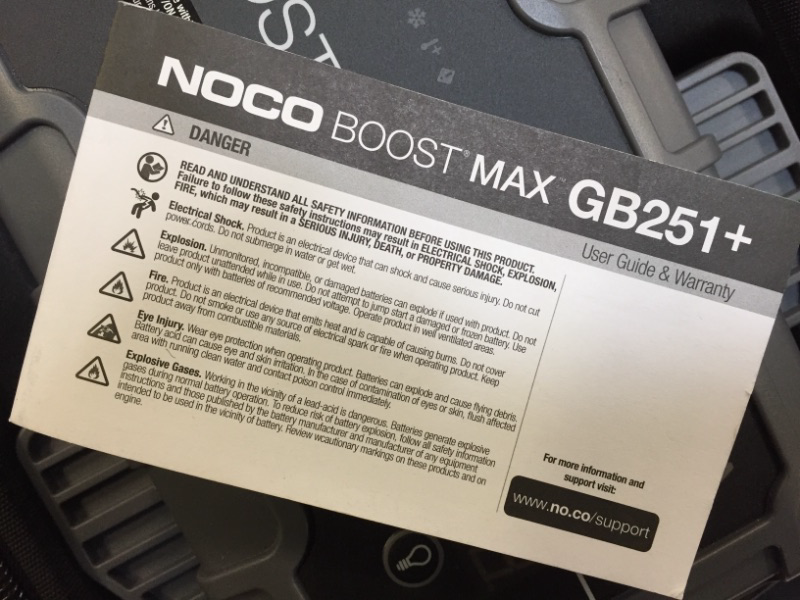 OST
NOCO BOOST® MAX™ GB251+
User Guide & Warranty
DANGER
READ AND UNDERSTAND ALL SAFETY INFORMATION BEFORE USING THIS PRODUCT.
Failure to follow these safety instructions may result in ELECTRICAL SHOCK, EXPLOSION,
FIRE, which may result in a SERIOUS INJURY, DEATH, or PROPERTY DAMAGE.
Electrical Shock. Product is an electrical device that can shock and cause serious injury. Do not cut
power cords. Do not submerge in water or get wet.
Explosion. Unmonitored, incompatible, or damaged batteries can explode if used with product. Do not
leave product unattended while in use. Do not attempt to jump start a damaged or frozen battery. Use
product only with batteries of recommended voltage. Operate product in well ventilated areas.
Fire. Product is an electrical device that emits heat and is capable of causing burns. Do not cover
product. Do not smoke or use any source of electrical spark or fire when operating product. Keep
product away from combustible materials.
Eye Injury. Wear eye protection when operating product. Batteries can explode and cause flying debris.
Battery acid can cause eye and skin irritation. In the case of contamination of eyes or skin, flush affected
area with running clean water and contact poison control immediately.
Explosive Gases. Working in the vicinity of a lead-acid is dangerous. Batteries generate explosive
gases during normal battery operation. To reduce risk of battery explosion, follow all safety information
instructions and those published by the battery manufacturer and manufacturer of any equipment
intended to be used in the vicinity of battery. Review wcautionary markings on these products and on
engine.
For more information and
support visit:
www.no.co/support